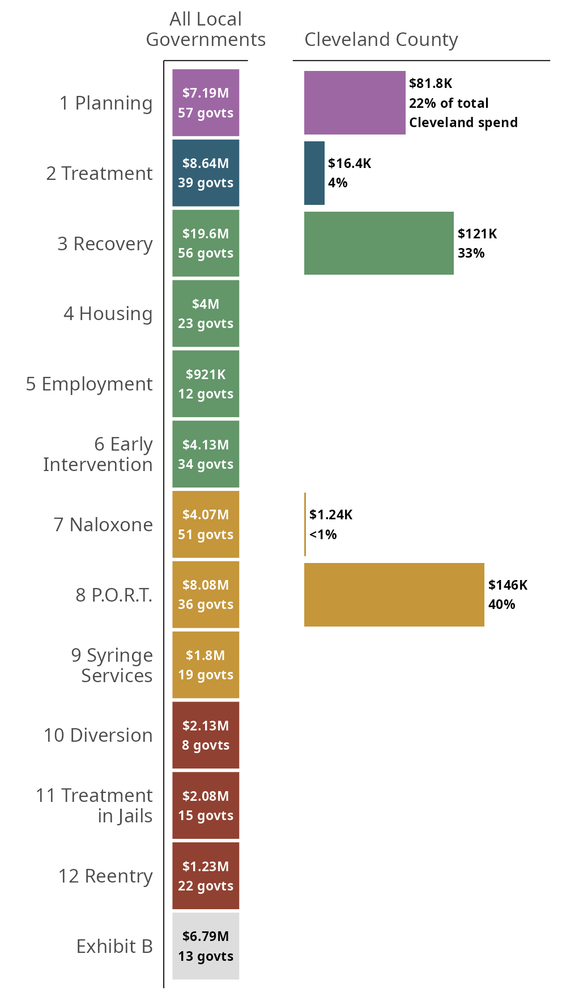 All Local
Governments
Cleveland County
1 Planning
$7.19M
57 govts
$81.8K
22% of total
Cleveland spend
2 Treatment
$8.64M
39 govts
$16.4K
4%
3 Recovery
$19.6M
56 govts
$121K
33%
4 Housing
$4M
23 govts
5 Employment
$921K
12 govts
6 Early
Intervention
$4.13M
34 govts
7 Naloxone
$4.07M
51 govts
$1.24K
<1%
8 P.O.R.T.
$8.08M
36 govts
$146K
40%
9 Syringe
Services
$1.8M
19 govts
10 Diversion
$2.13M
8 govts
11 Treatment
in Jails
$2.08M
15 govts
12 Reentry
$1.23M
22 govts
Exhibit B
$6.79M
13 govts